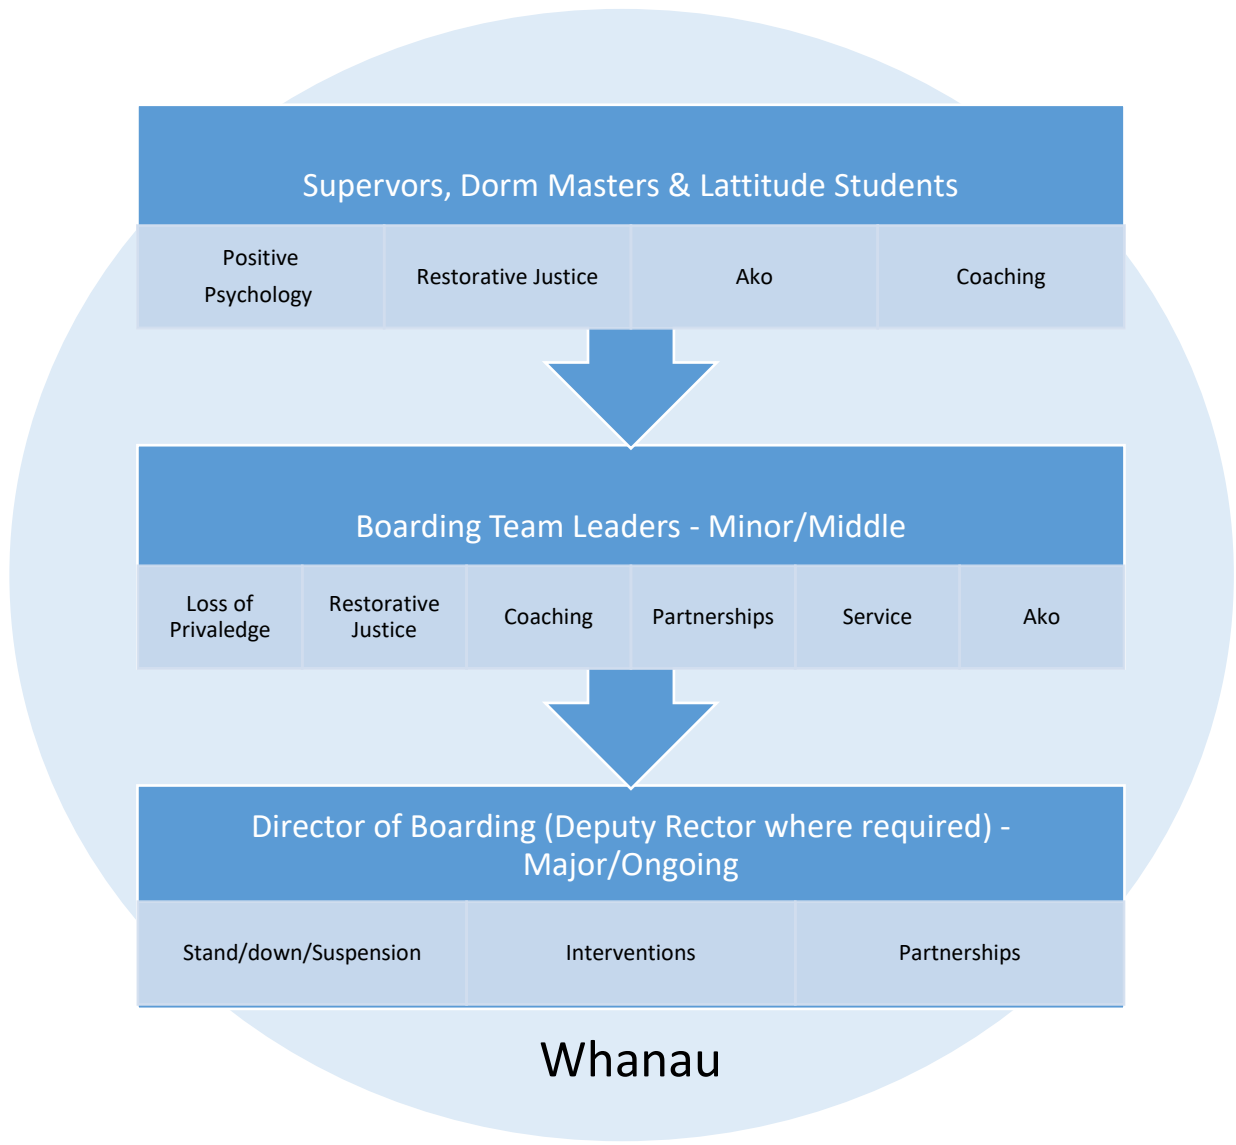 Supervors, Dorm Masters & Lattitude Students
Positive
Psychology
Restorative Justice
Ako
Coaching
Boarding Team Leaders - Minor/Middle
Loss of
Privaledge
Restorative
Justice
Coaching
Partnerships
Service
Ako
Director of Boarding (Deputy Rector where required) -
Major/Ongoing
Stand/down/Suspension
Interventions
Partnerships
Whanau